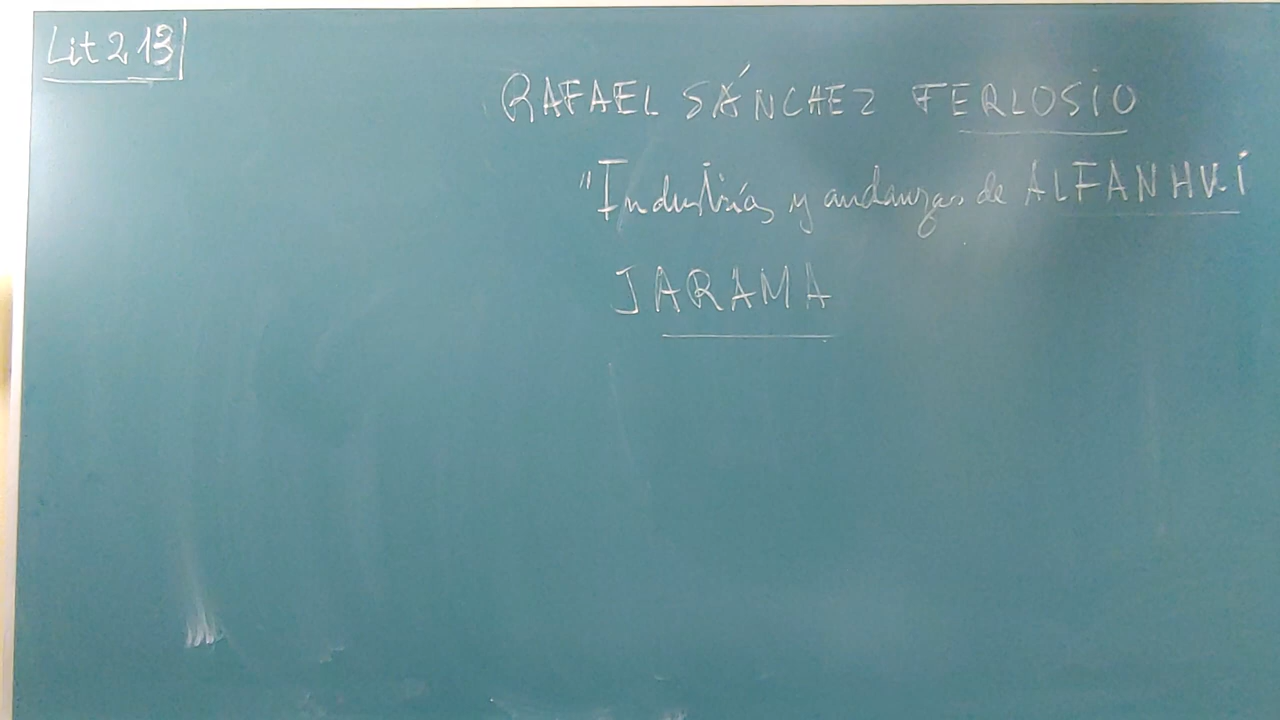 Lit 2.13
RAFAEL SÁNCHEZ FERLOSIO
"Industrias y andanzas de ALFANHUÍ
JARAMA